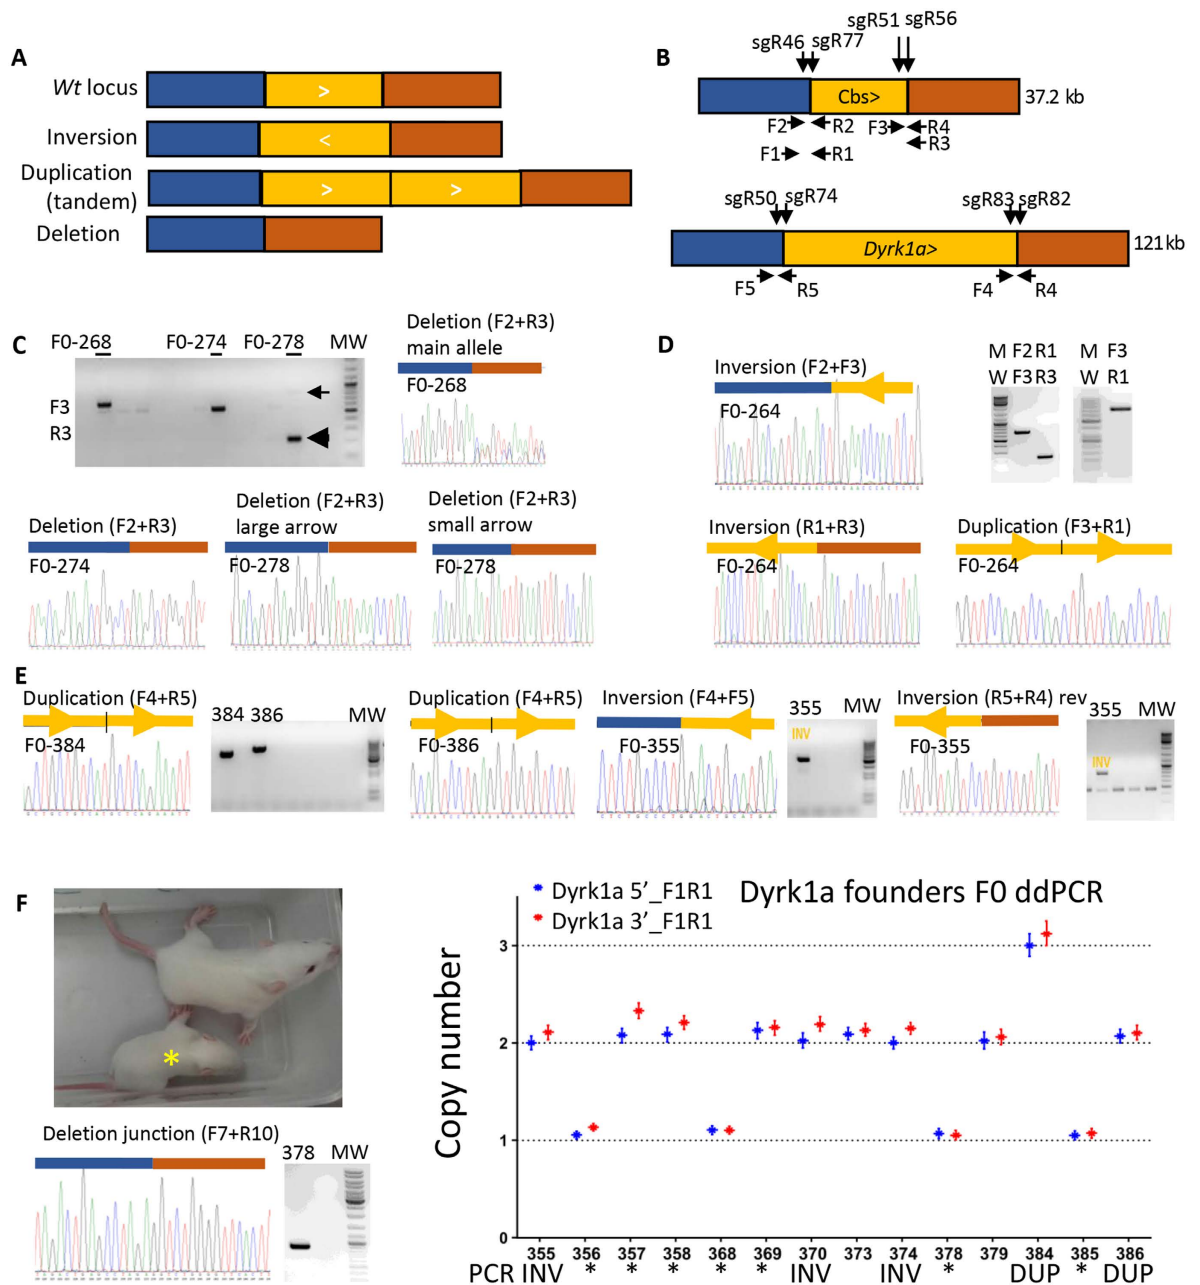 A
Wt locus
>
Inversion
<
Duplication
(tandem)
> >
Deletion
B
sgR46 sgR77 sgR51 sgR56
Cbs>
37.2 kb
F2 R2 F3 R4
R3
F1 R1
sgR50 sgR74 sgR83 sgR82
Dyrk1a>
121 kb
F5 R5 F4 R4
C
F0-268 F0-274 F0-278 MW
F3
R3
Deletion (F2+R3)
main allele
F0-268
Deletion (F2+R3)
F0-274
Deletion (F2+R3)
large arrow
F0-278
Deletion (F2+R3)
small arrow
F0-278
D
Inversion (F2+F3)
F0-264
M F2 R1
W F3 R3
M F3
W R1
Inversion (R1+R3)
F0-264
Duplication (F3+R1)
F0-264
E
Duplication (F4+R5)
F0-384
384 386 MW
Duplication (F4+R5)
F0-386
Inversion (F4+F5)
F0-355
355 MW
INV
Inversion (R5+R4) rev
F0-355
355 MW
INV
F
*
Deletion junction (F7+R10)
378 MW
Dyrk1a founders F0 ddPCR
Dyrk1a 5’_F1R1
Dyrk1a 3’_F1R1
Copy number
3
2
1
0
355 356 357 358 368 369 370 373 374 378 379 384 385 386
PCR INV * * * * * INV INV * DUP * DUP